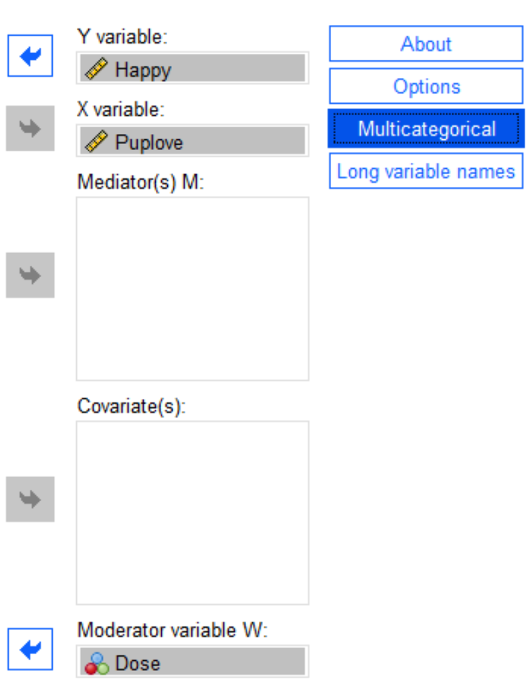 Y variable:
Happy
X variable:
Puplove
Mediator(s) M:
Covariate(s):
Moderator variable W:
Dose
About
Options
Multicategorical
Long variable names